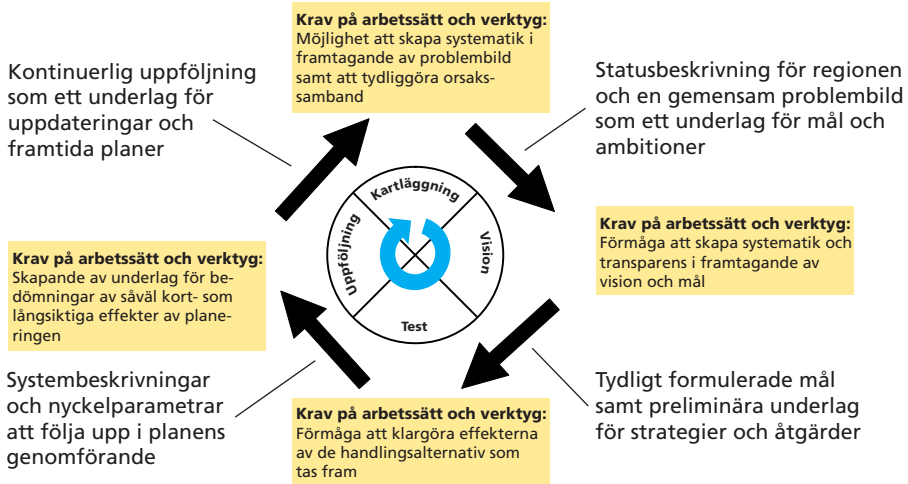 Krav på arbetssätt och verktyg:
Möjlighet att skapa systematik i
framtagande av problembild
samt att tydliggöra orsaks-
samband
Kontinuerlig uppföljning
som ett underlag för
uppdateringar och
framtida planer
Statusbeskrivning för regionen
och en gemensam problembild
som ett underlag för mål och
ambitioner
Kartläggning
Vision
Test
Uppföljning
Krav på arbetssätt och verktyg:
Skapande av underlag för be-
dömningar av såväl kort- som
långsiktiga effekter av plane-
ringen
Krav på arbetssätt och verktyg:
Förmåga att skapa systematik och
transparens i framtagande av
vision och mål
Systembeskrivningar
och nyckelparametrar
att följa upp i planens
genomförande
Krav på arbetssätt och verktyg:
Förmåga att klargöra effekterna
av de handlingsalternativ som
tas fram
Tydligt formulerade mål
samt preliminära underlag
för strategier och åtgärder